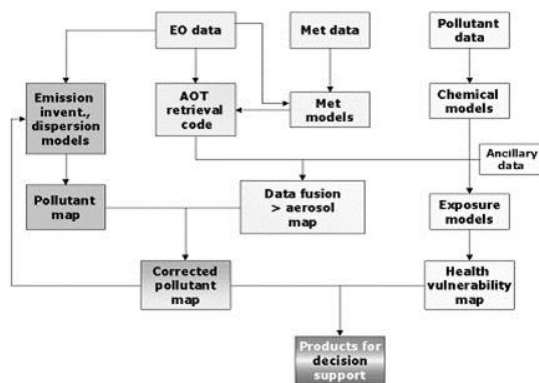 EO data
Met data
Pollutant
data
Emission
invent.,
dispersion
models
AOT
retrieval
code
Met
models
Chemical
models
Ancillary
data
Pollutant
map
Data fusion
> aerosol
map
Exposure
models
Corrected
pollutant
map
Health
vulnerability
map
Products for
decision
support